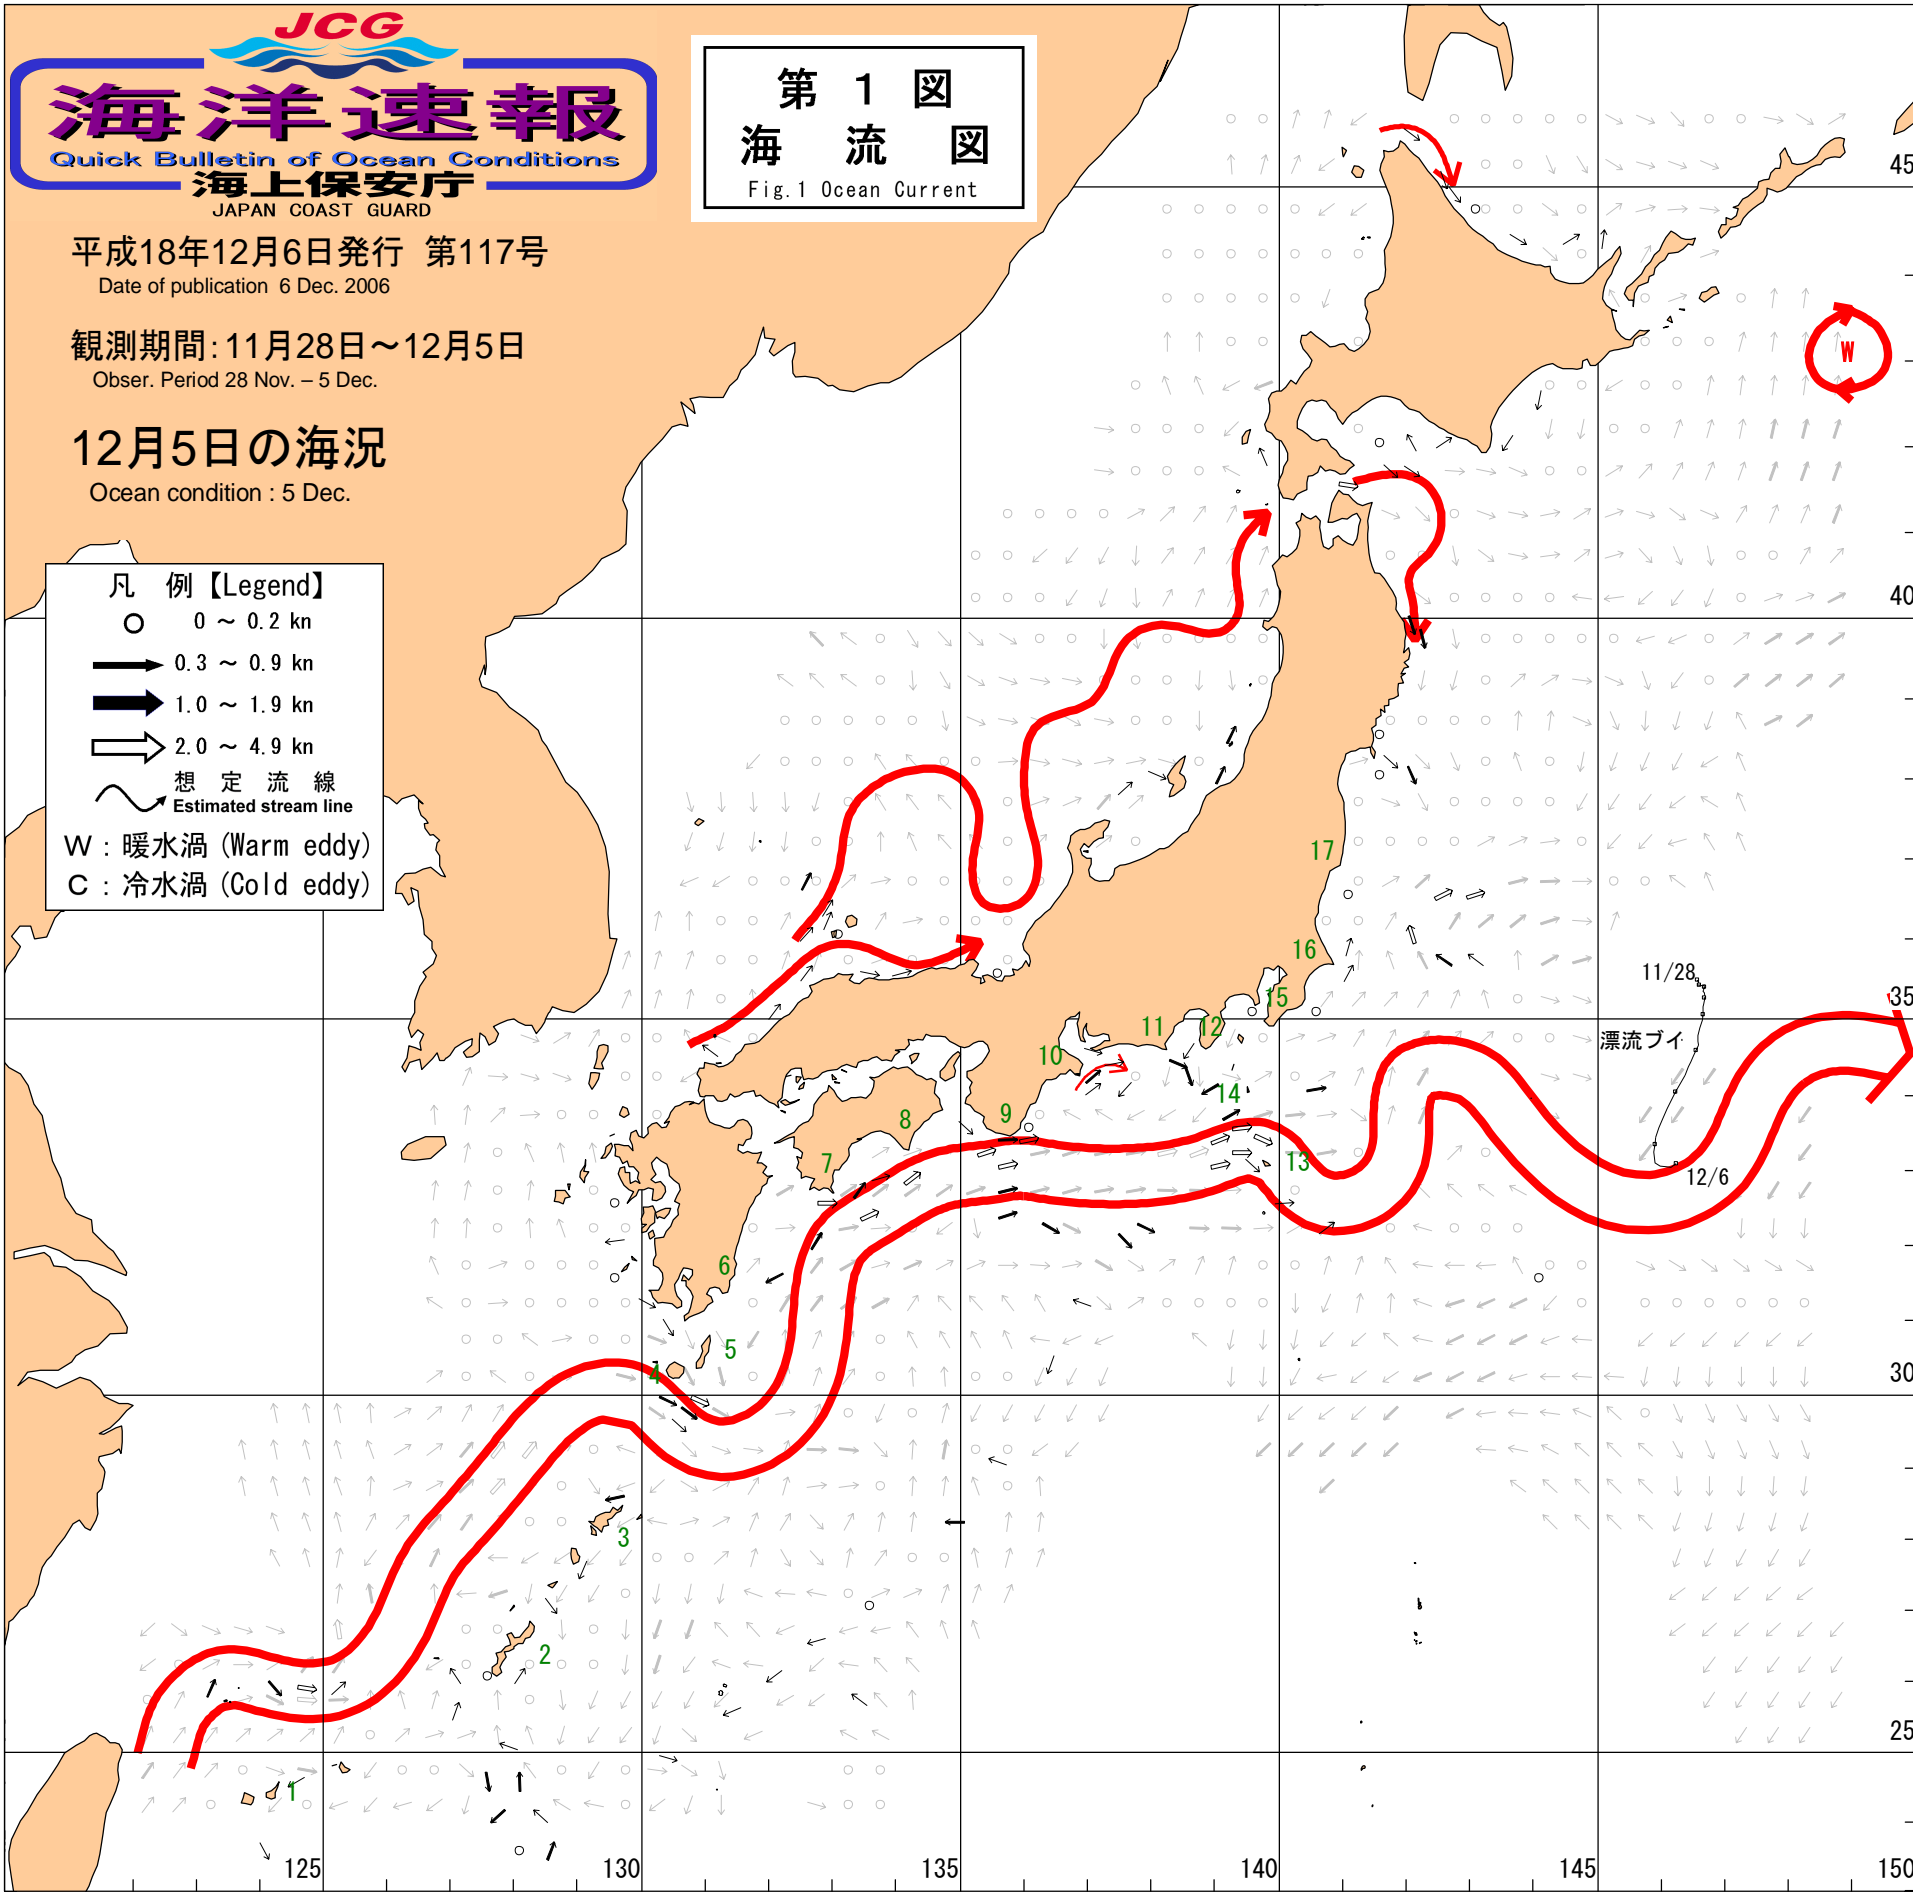 JCG
海洋速報
Quick Bulletin of Ocean Conditions
海上保安庁
JAPAN COAST GUARD
平成18年12月6日発行 第117号
Date of publication 6 Dec. 2006
観測期間:11月28日～12月5日
Obser. Period 28 Nov. – 5 Dec.
12月5日の海況
Ocean condition : 5 Dec.
第 1 図
海 流 図
Fig.1 Ocean Current
凡 例【Legend】
0 ～ 0.2 kn
0.3 ～ 0.9 kn
1.0 ～ 1.9 kn
2.0 ～ 4.9 kn
想 定 流 線
Estimated stream line
W : 暖水渦 (Warm eddy)
C : 冷水渦 (Cold eddy)
45
W
40
17
16
11/28
35
15
12
11
10
漂流ブイ
14
9
8
7
13
12/6
6
5
4
30
3
2
25
1
125
130
135
140
145
150